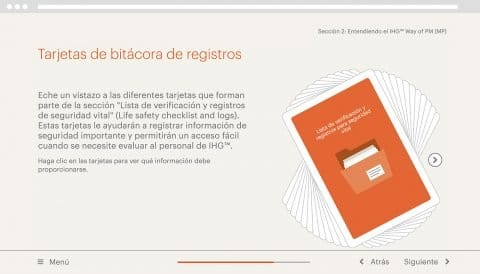 Sección 2: Entendiendo el IHG™ Way of PM (MP)
Tarjetas de bitácora de registros
Eche un vistazo a las diferentes tarjetas que forman
parte de la sección "Lista de verificación y registros
de seguridad vital" (Life safety checklist and logs).
Estas tarjetas le ayudarán a registrar información de
seguridad importante y permitirán un acceso fácil
cuando se necesite evaluar al personal de IHG™.
Haga clic en las tarjetas para ver qué información debe
proporcionarse.
Lista de verificación y
registros para seguridad
vital
Menú
Atrás
Siguiente